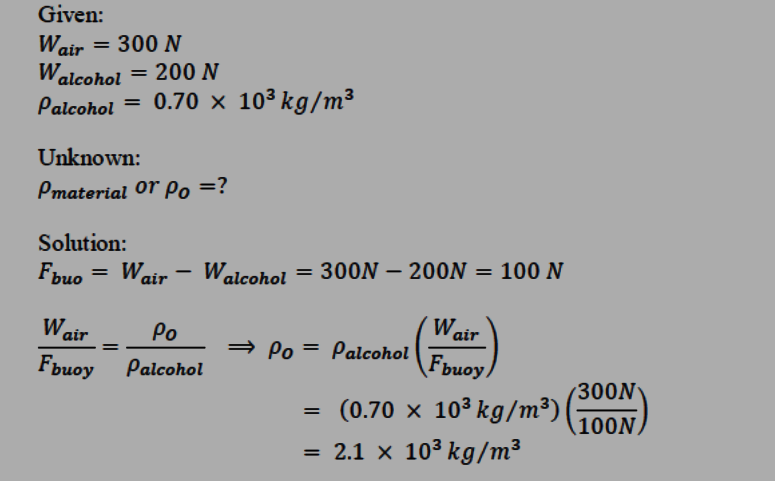 Given:
W_air = 300 N
W_alcohol = 200 N
ρ_alcohol = 0.70 × 10³ kg/m³
Unknown:
ρ_material or ρ_O =?
Solution:
F_buo = W_air − W_alcohol = 300N − 200N = 100 N
W_air / F_buoy = ρ_O / ρ_alcohol ⟹ ρ_O = ρ_alcohol (W_air / F_buoy)
= (0.70 × 10³ kg/m³) (300N / 100N)
= 2.1 × 10³ kg/m³